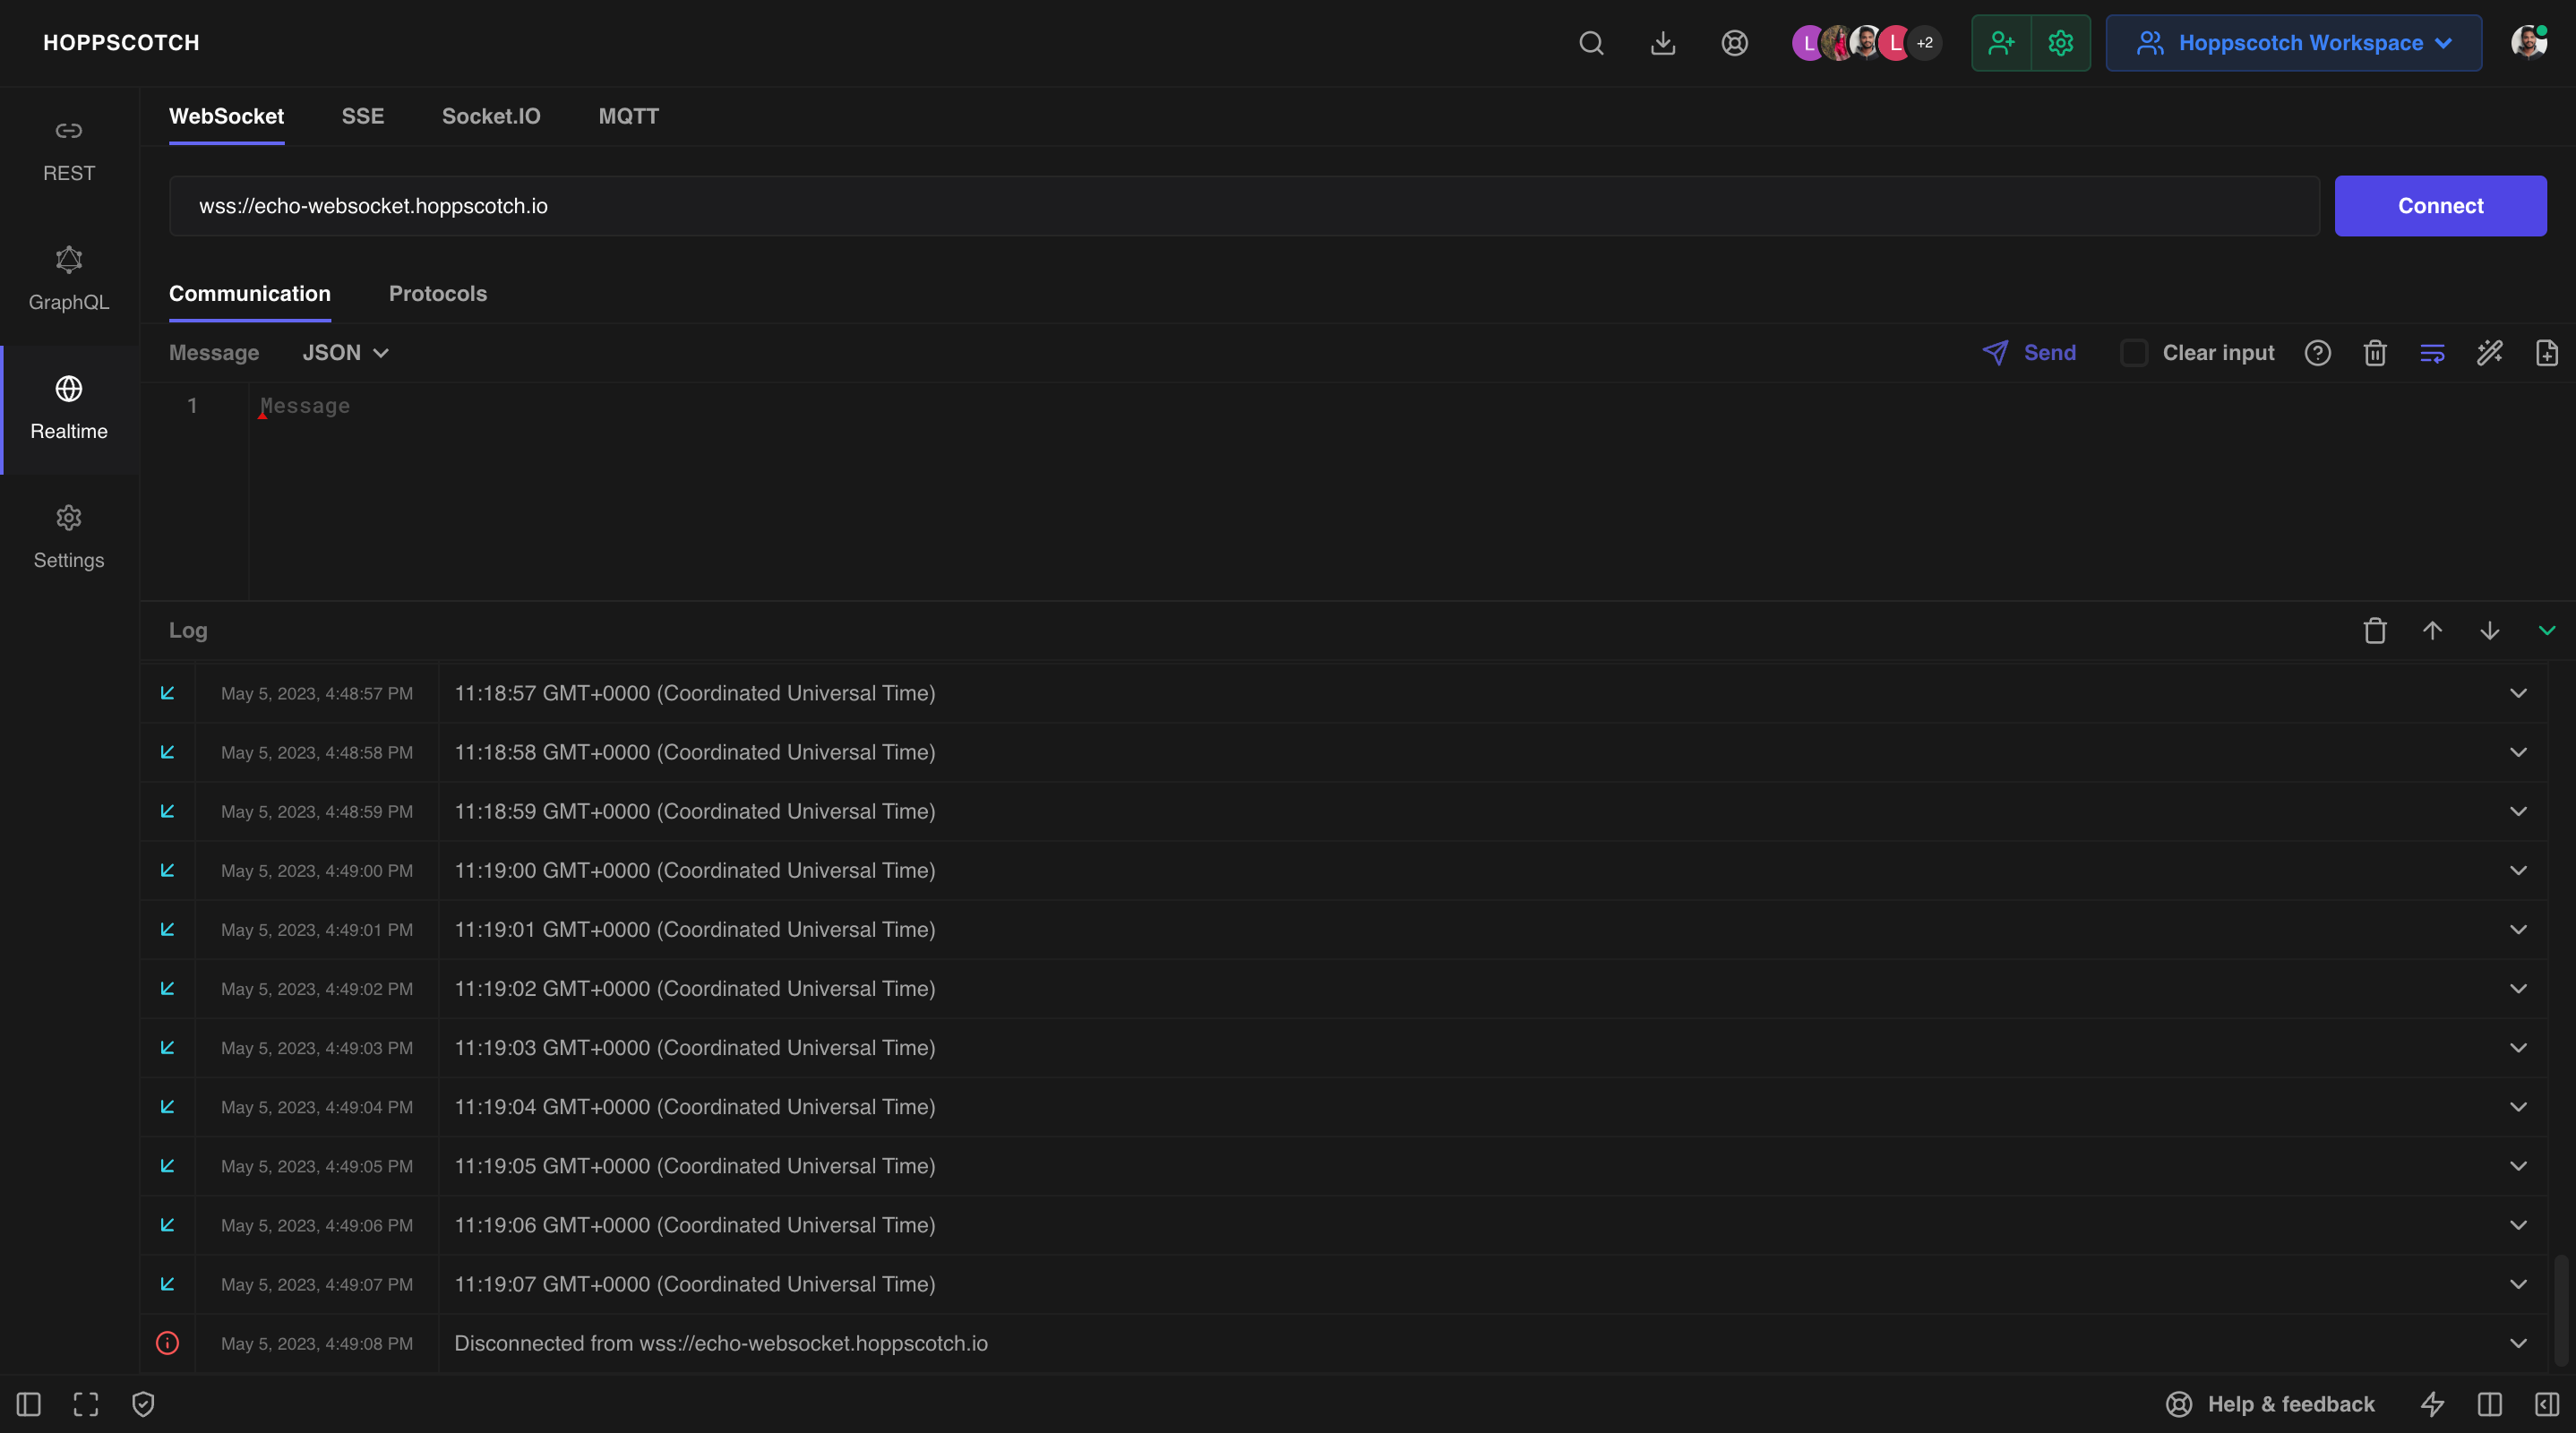 HOPPSCOTCH
L
L
+2
Hoppscotch Workspace
REST
GraphQL
Realtime
Settings
WebSocket SSE Socket.IO MQTT
wss://echo-websocket.hoppscotch.io
Connect
Communication Protocols
Message JSON
Send Clear input
1 Message
Log
May 5, 2023, 4:48:57 PM 11:18:57 GMT+0000 (Coordinated Universal Time)
May 5, 2023, 4:48:58 PM 11:18:58 GMT+0000 (Coordinated Universal Time)
May 5, 2023, 4:48:59 PM 11:18:59 GMT+0000 (Coordinated Universal Time)
May 5, 2023, 4:49:00 PM 11:19:00 GMT+0000 (Coordinated Universal Time)
May 5, 2023, 4:49:01 PM 11:19:01 GMT+0000 (Coordinated Universal Time)
May 5, 2023, 4:49:02 PM 11:19:02 GMT+0000 (Coordinated Universal Time)
May 5, 2023, 4:49:03 PM 11:19:03 GMT+0000 (Coordinated Universal Time)
May 5, 2023, 4:49:04 PM 11:19:04 GMT+0000 (Coordinated Universal Time)
May 5, 2023, 4:49:05 PM 11:19:05 GMT+0000 (Coordinated Universal Time)
May 5, 2023, 4:49:06 PM 11:19:06 GMT+0000 (Coordinated Universal Time)
May 5, 2023, 4:49:07 PM 11:19:07 GMT+0000 (Coordinated Universal Time)
May 5, 2023, 4:49:08 PM Disconnected from wss://echo-websocket.hoppscotch.io
Help & feedback